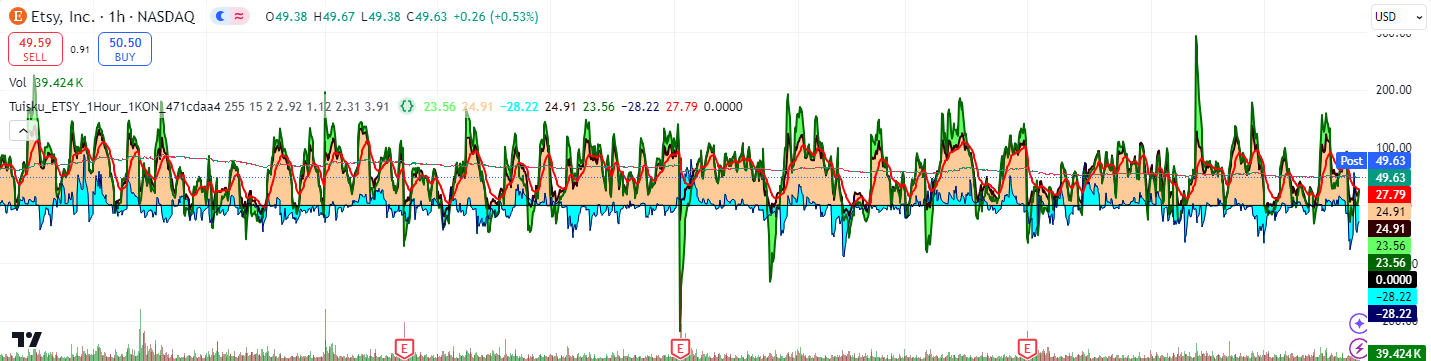 E Etsy, Inc. · 1h · NASDAQ O49.38 H49.67 L49.38 C49.63 +0.26 (+0.53%)
USD
49.59 SELL
0.91
50.50 BUY
Vol 39.424 K
Tuisku_ETSY_1Hour_1KON_471cdaa4 255 15 2 2.92 1.12 2.31 3.91 {} 23.56 24.91 −28.22 24.91 23.56 −28.22 27.79 0.0000
200.00
100.00
Post 49.63
49.63
27.79
24.91
24.91
23.56
23.56
0.0000
−28.22
−28.22
E
E
E
39.424 K